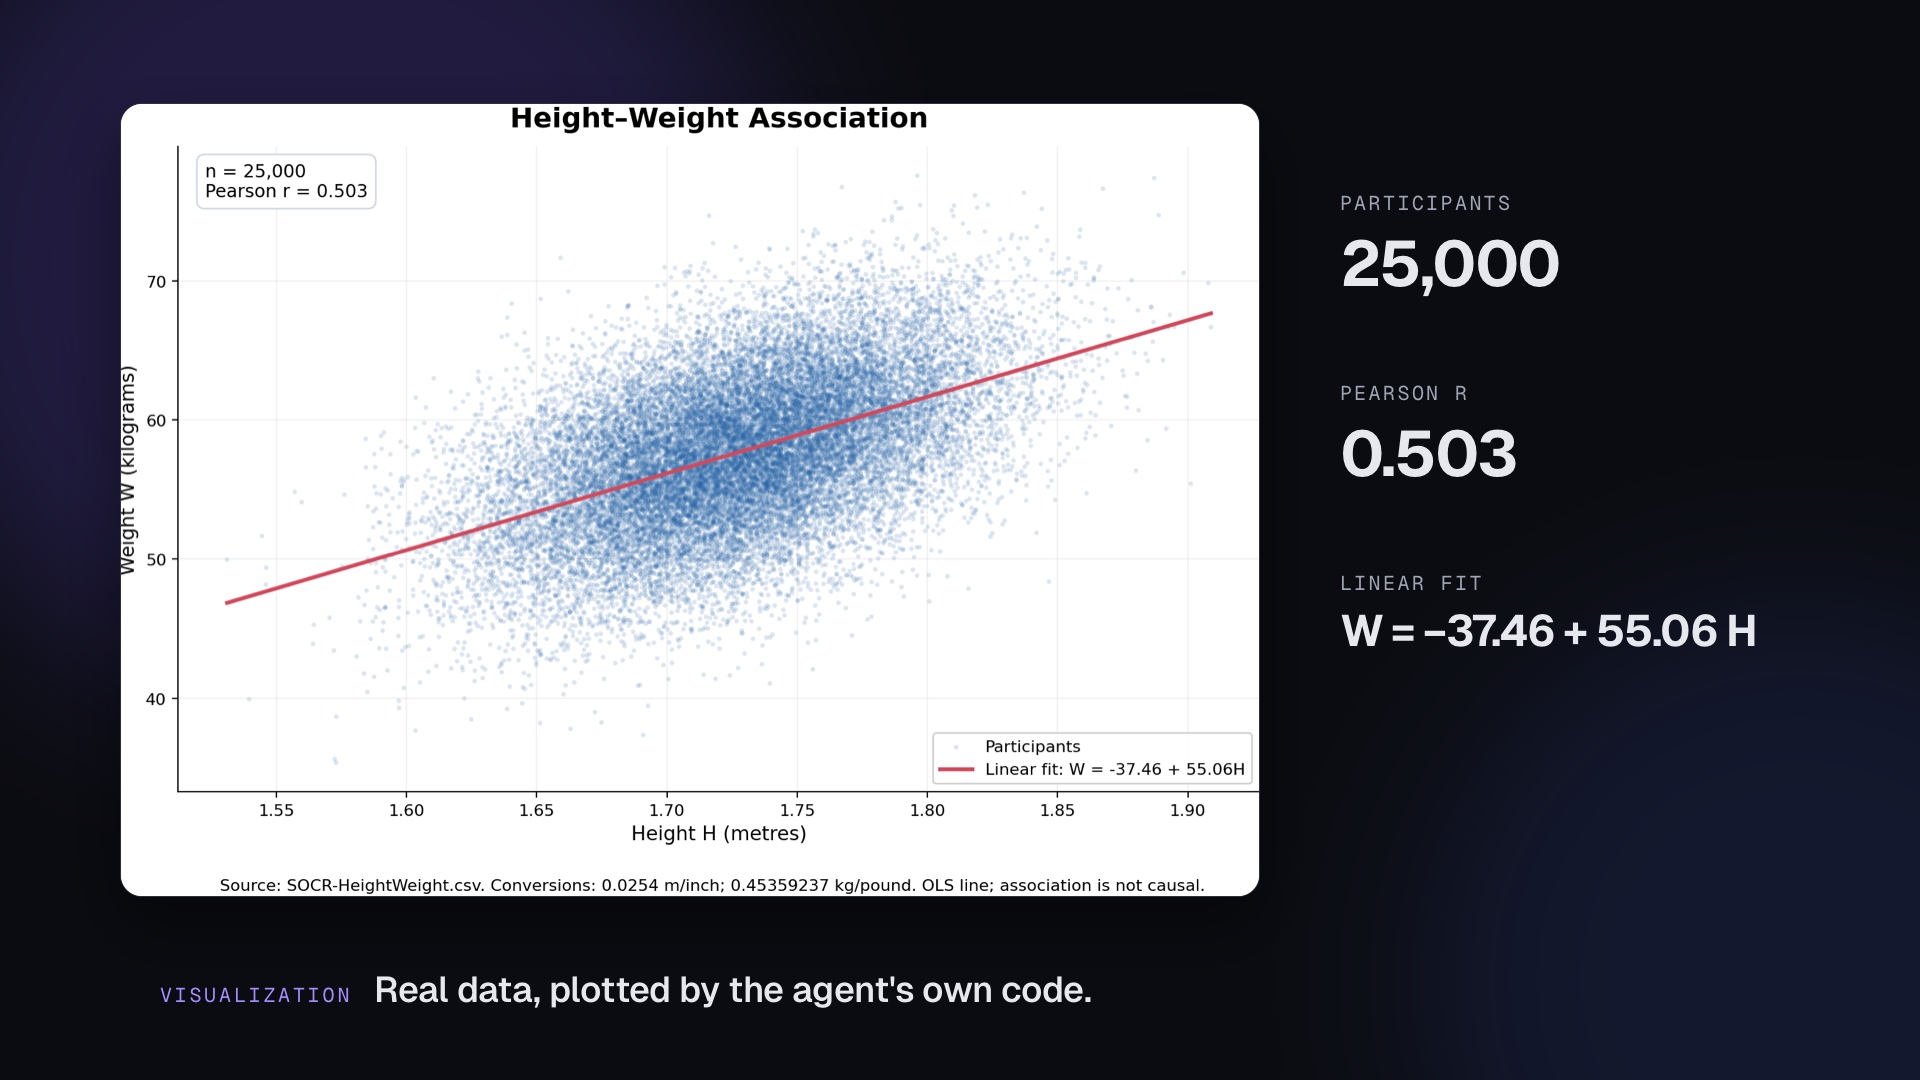 Height–Weight Association
n = 25,000
Pearson r = 0.503
Weight W (kilograms)
70
60
50
40
Participants
Linear fit: W = -37.46 + 55.06H
1.55 1.60 1.65 1.70 1.75 1.80 1.85 1.90
Height H (metres)
Source: SOCR-HeightWeight.csv. Conversions: 0.0254 m/inch; 0.45359237 kg/pound. OLS line; association is not causal.
PARTICIPANTS
25,000
PEARSON R
0.503
LINEAR FIT
W = −37.46 + 55.06 H
VISUALIZATION Real data, plotted by the agent's own code.